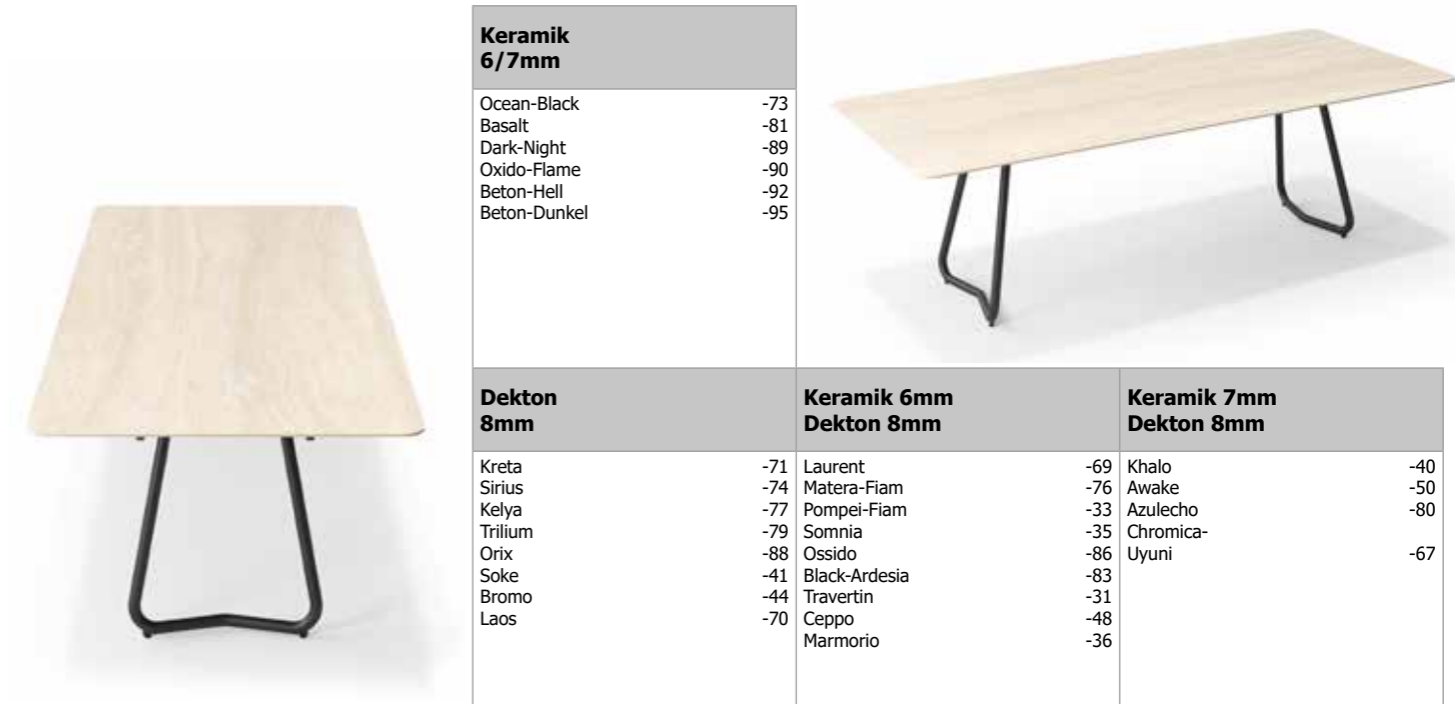 Keramik
6/7mm
Ocean-Black -73
Basalt -81
Dark-Night -89
Oxido-Flame -90
Beton-Hell -92
Beton-Dunkel -95
Dekton
8mm
Kreta -71
Sirius -74
Kelya -77
Trilium -79
Orix -88
Soke -41
Bromo -44
Laos -70
Keramik 6mm
Dekton 8mm
Laurent -69
Matera-Fiam -76
Pompei-Fiam -33
Somnia -35
Ossido -86
Black-Ardesia -83
Travertin -31
Ceppo -48
Marmorio -36
Keramik 7mm
Dekton 8mm
Khalo -40
Awake -50
Azulecho -80
Chromica-
Uyuni -67